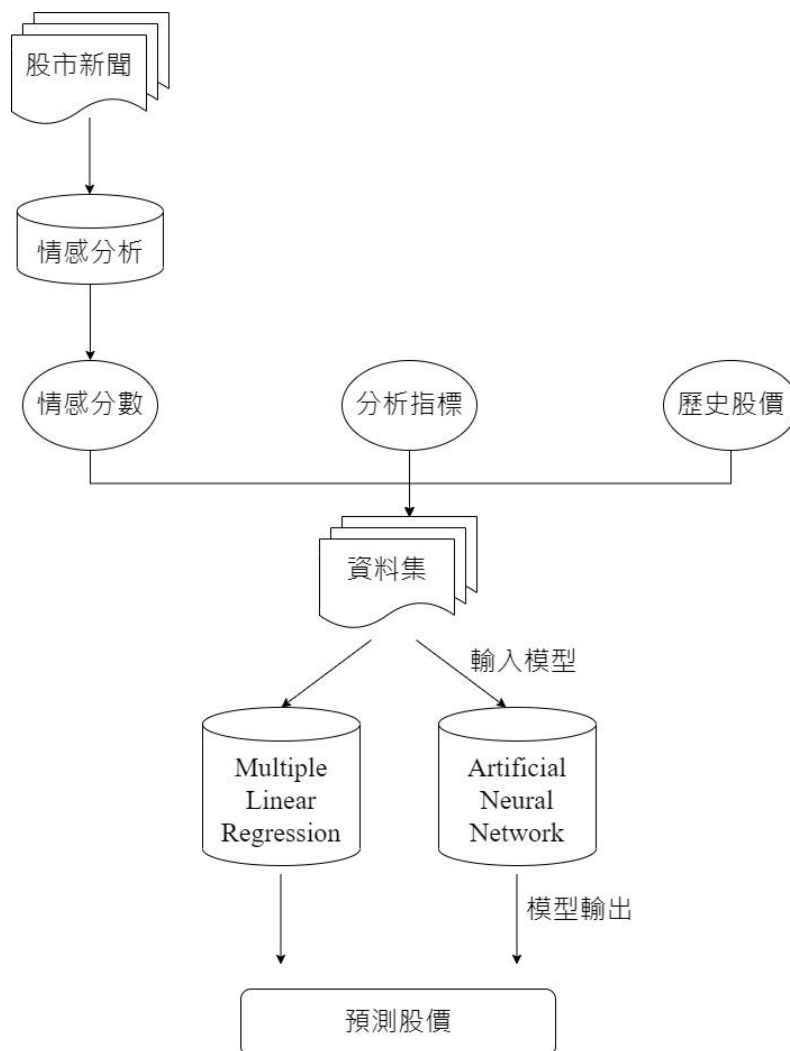 股市新聞
情感分析
情感分數
分析指標
歷史股價
資料集
輸入模型
Multiple
Linear
Regression
Artificial
Neural
Network
模型輸出
預測股價